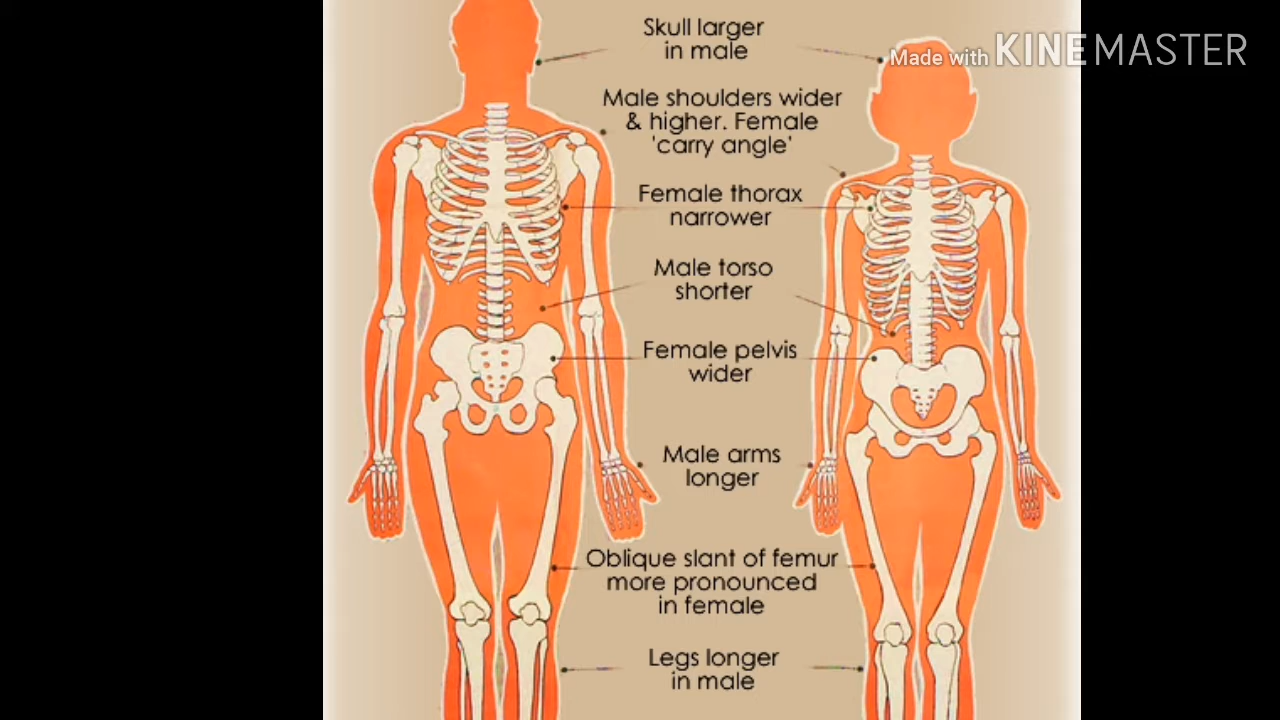 Skull larger
in male
Made with KINEMASTER
Male shoulders wider
& higher. Female
'carry angle'
Female thorax
narrower
Male torso
shorter
Female pelvis
wider
Male arms
longer
Oblique slant of femur
more pronounced
in female
Legs longer
in male